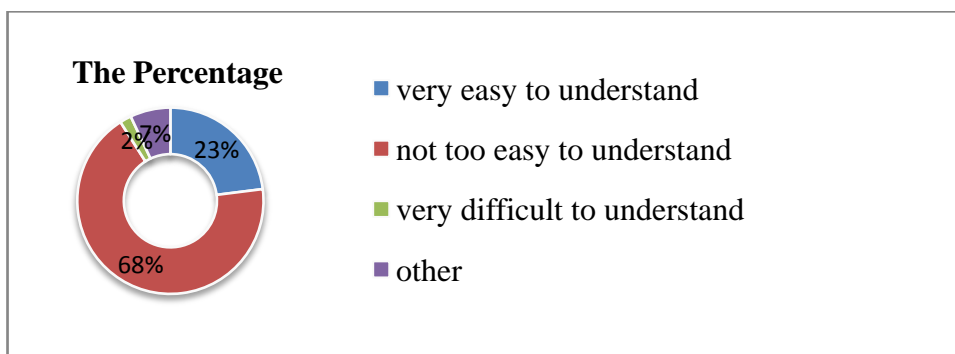 The Percentage
2%
7%
23%
68%
very easy to understand
not too easy to understand
very difficult to understand
other